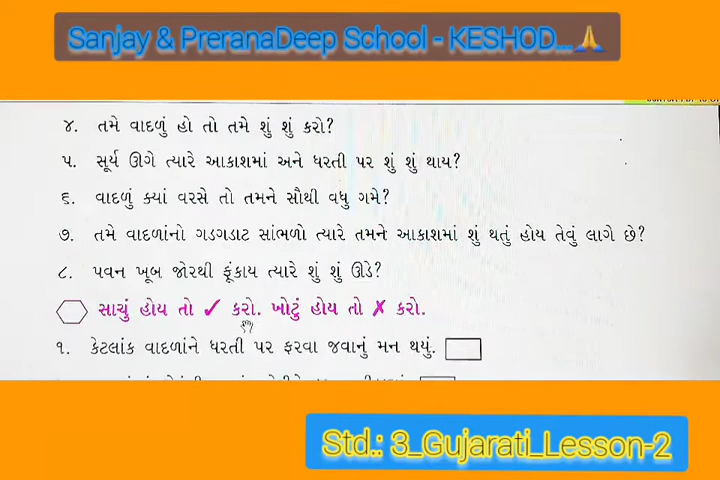 Sanjay & PreranaDeep School - KESHOD...🙏
૪. તમે વાદળું હો તો તમે શું શું કરો?
૫. સૂર્ય ઊગે ત્યારે આકાશમાં અને ધરતી પર શું શું થાય?
૬. વાદળું ક્યાં વરસે તો તમને સૌથી વધુ ગમે?
૭. તમે વાદળાંનો ગડગડાટ સાંભળો ત્યારે તમને આકાશમાં શું થતું હોય તેવું લાગે છે?
૮. પવન ખૂબ જોરથી ફૂંકાય ત્યારે શું શું ઊડે?
સાચું હોય તો ✓ કરો. ખોટું હોય તો ✗ કરો.
૧. કેટલાંક વાદળાંને ધરતી પર ફરવા જવાનું મન થયું.
Std.: 3_Gujarati_Lesson-2